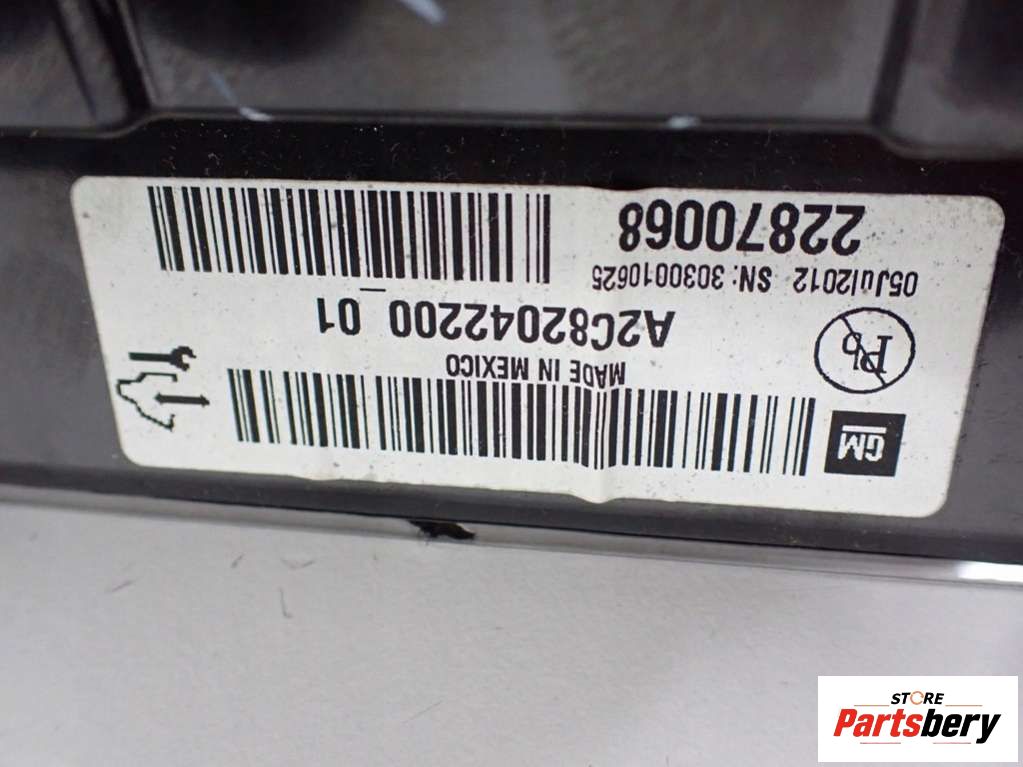 GM
MADE IN MEXICO
Pb
A2C82042200_01
05Jul2012 SN: 3030010625
22870068
STORE
Partsbery